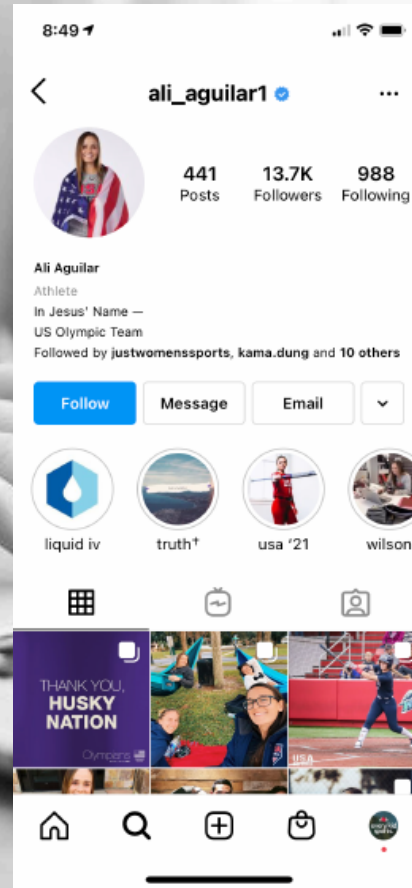 8:49
ali_aguilar1
441 13.7K 988
Posts Followers Following
Ali Aguilar
Athlete
In Jesus' Name —
US Olympic Team
Followed by justwomenssports, kama.dung and 10 others
Follow Message Email
liquid iv truth† usa '21 wilson
THANK YOU,
HUSKY
NATION
Olympians
USA